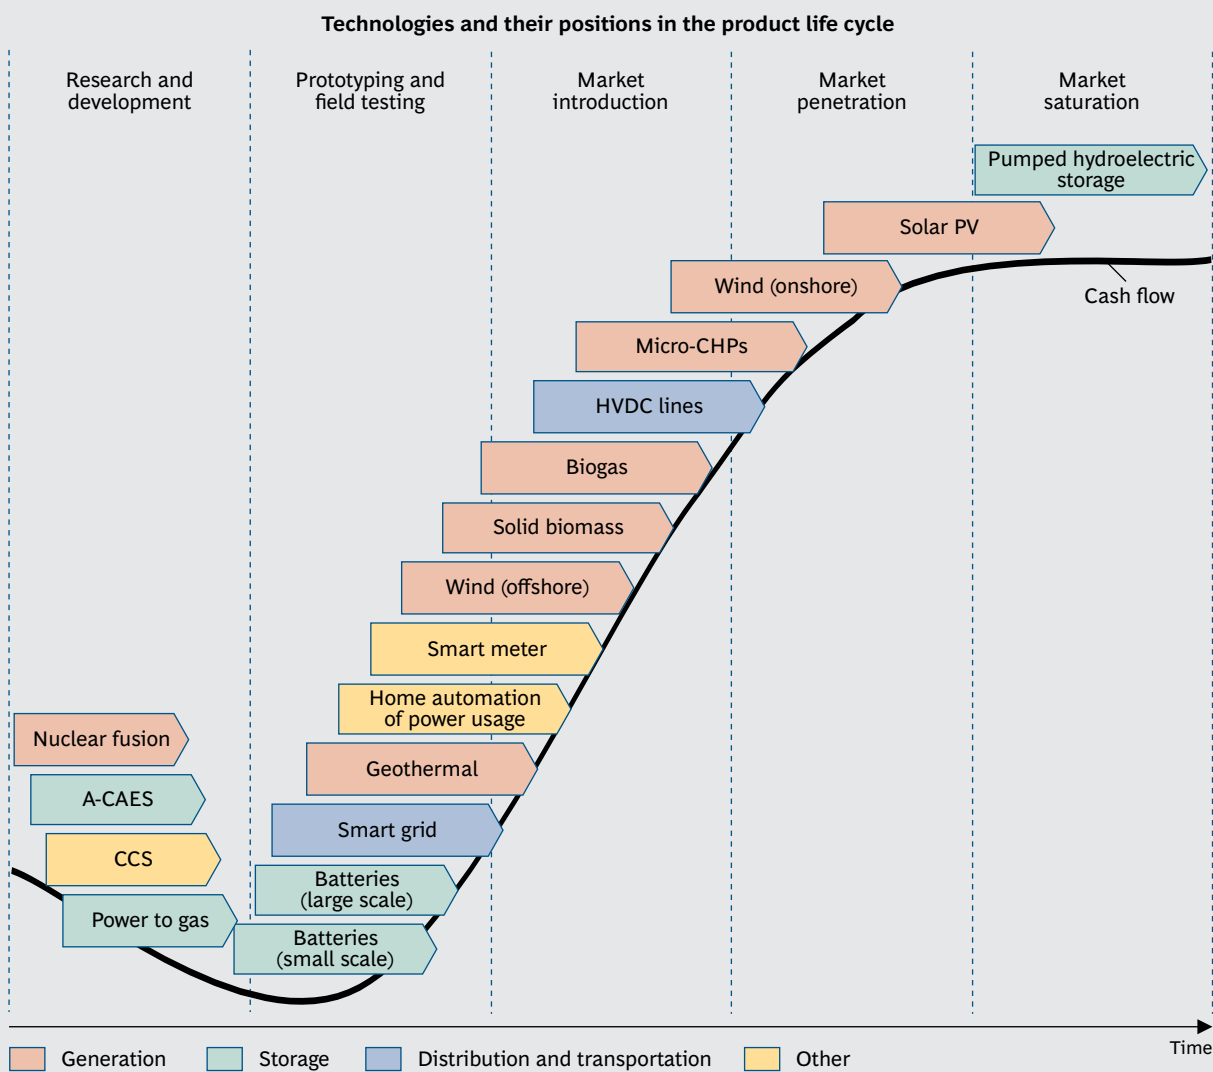 Technologies and their positions in the product life cycle
Research and
development
Prototyping and
field testing
Market
introduction
Market
penetration
Market
saturation
Pumped hydroelectric
storage
Solar PV
Wind (onshore)
Cash flow
Micro-CHPs
HVDC lines
Biogas
Solid biomass
Wind (offshore)
Smart meter
Home automation
of power usage
Nuclear fusion
Geothermal
A-CAES
Smart grid
CCS
Batteries
(large scale)
Power to gas
Batteries
(small scale)
Time
Generation
Storage
Distribution and transportation
Other